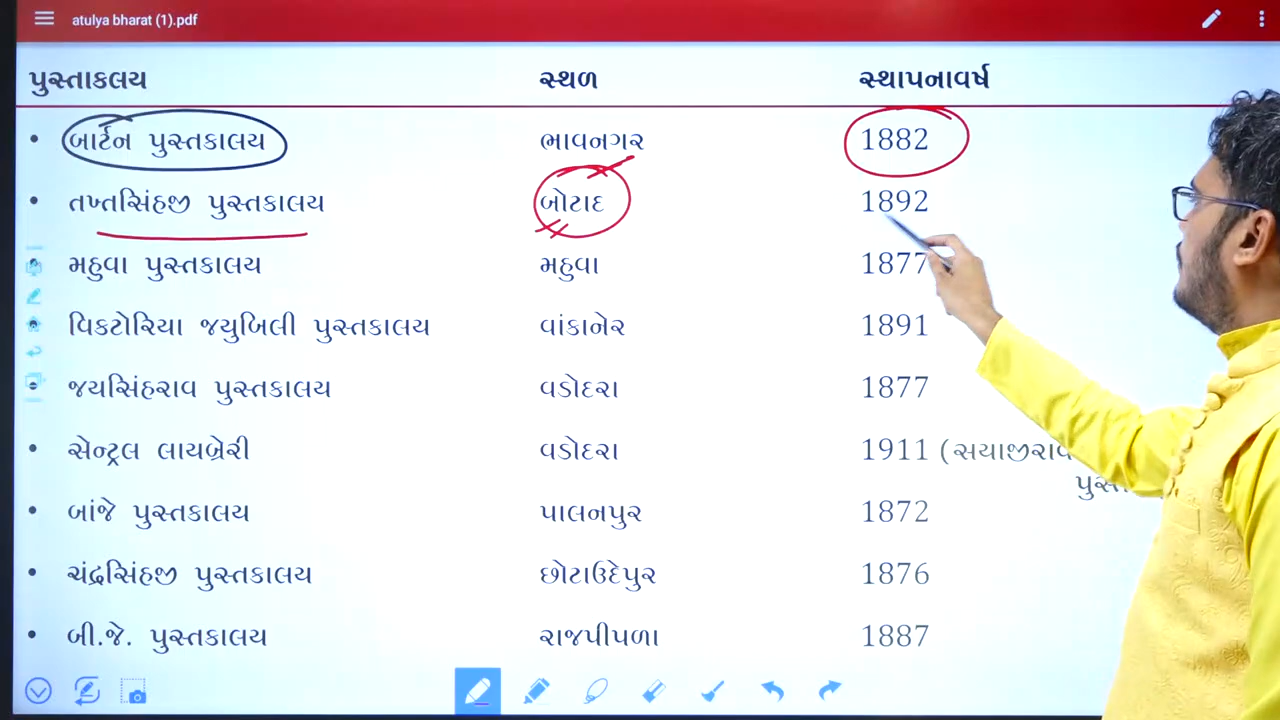 atulya bharat (1).pdf
પુસ્તાકલય સ્થળ સ્થાપનાવર્ષ
• બાર્ટન પુસ્તકાલય ભાવનગર 1882
• તખ્તસિંહજી પુસ્તકાલય બોટાદ 1892
મહુવા પુસ્તકાલય મહુવા 1877
વિકટોરિયા જ્યુબિલી પુસ્તકાલય વાંકાનેર 1891
જયસિંહરાવ પુસ્તકાલય વડોદરા 1877
• સેન્ટ્રલ લાયબ્રેરી વડોદરા 1911 (સયાજીરાવ
• બાંજે પુસ્તકાલય પાલનપુર 1872
• ચંદ્રસિંહજી પુસ્તકાલય છોટાઉદેપુર 1876
• બી.જે. પુસ્તકાલય રાજપીપળા 1887